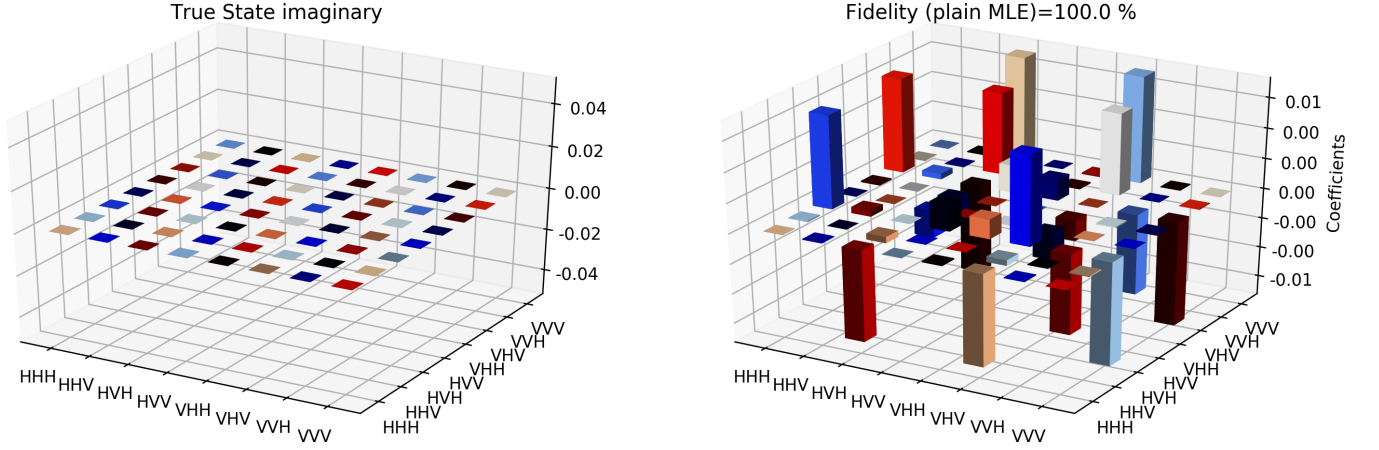 True State imaginary
0.04
0.02
0.00
-0.02
-0.04
HHH
HHV
HVH
HVV
VHH
VHV
VVH
VVV
HHH
HHV
HVH
HVV
VHH
VHV
VVH
VVV
Fidelity (plain MLE)=100.0 %
0.01
0.00
0.00
0.00
-0.00
-0.00
-0.01
Coefficients
HHH
HHV
HVH
HVV
VHH
VHV
VVH
VVV
HHH
HHV
HVH
HVV
VHH
VHV
VVH
VVV